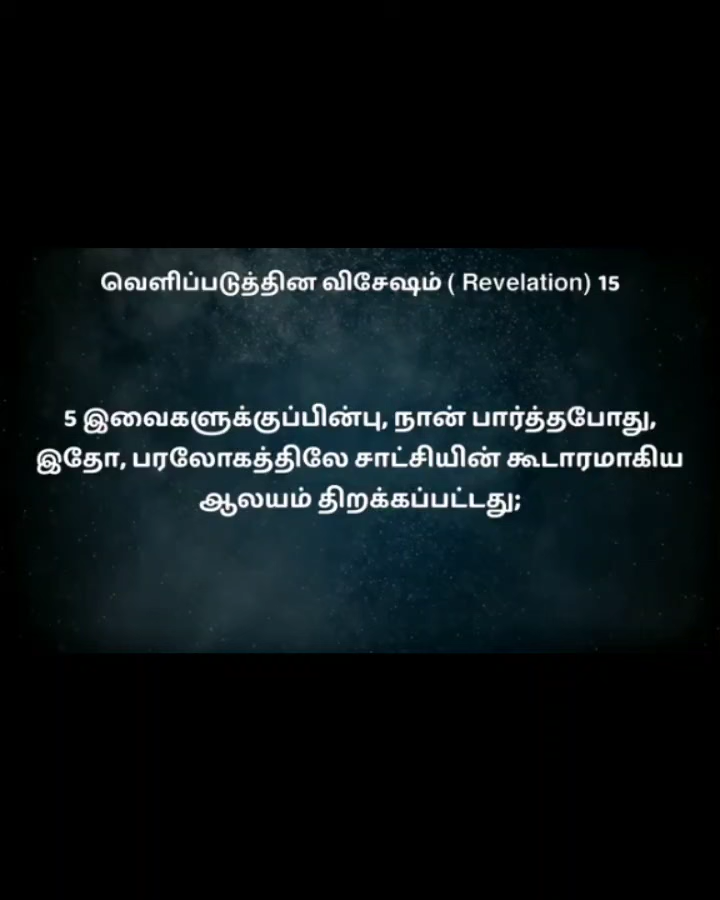 வெளிப்படுத்தின விசேஷம் ( Revelation) 15
5 இவைகளுக்குப்பின்பு, நான் பார்த்தபோது,
இதோ, பரலோகத்திலே சாட்சியின் கூடாரமாகிய
ஆலயம் திறக்கப்பட்டது;